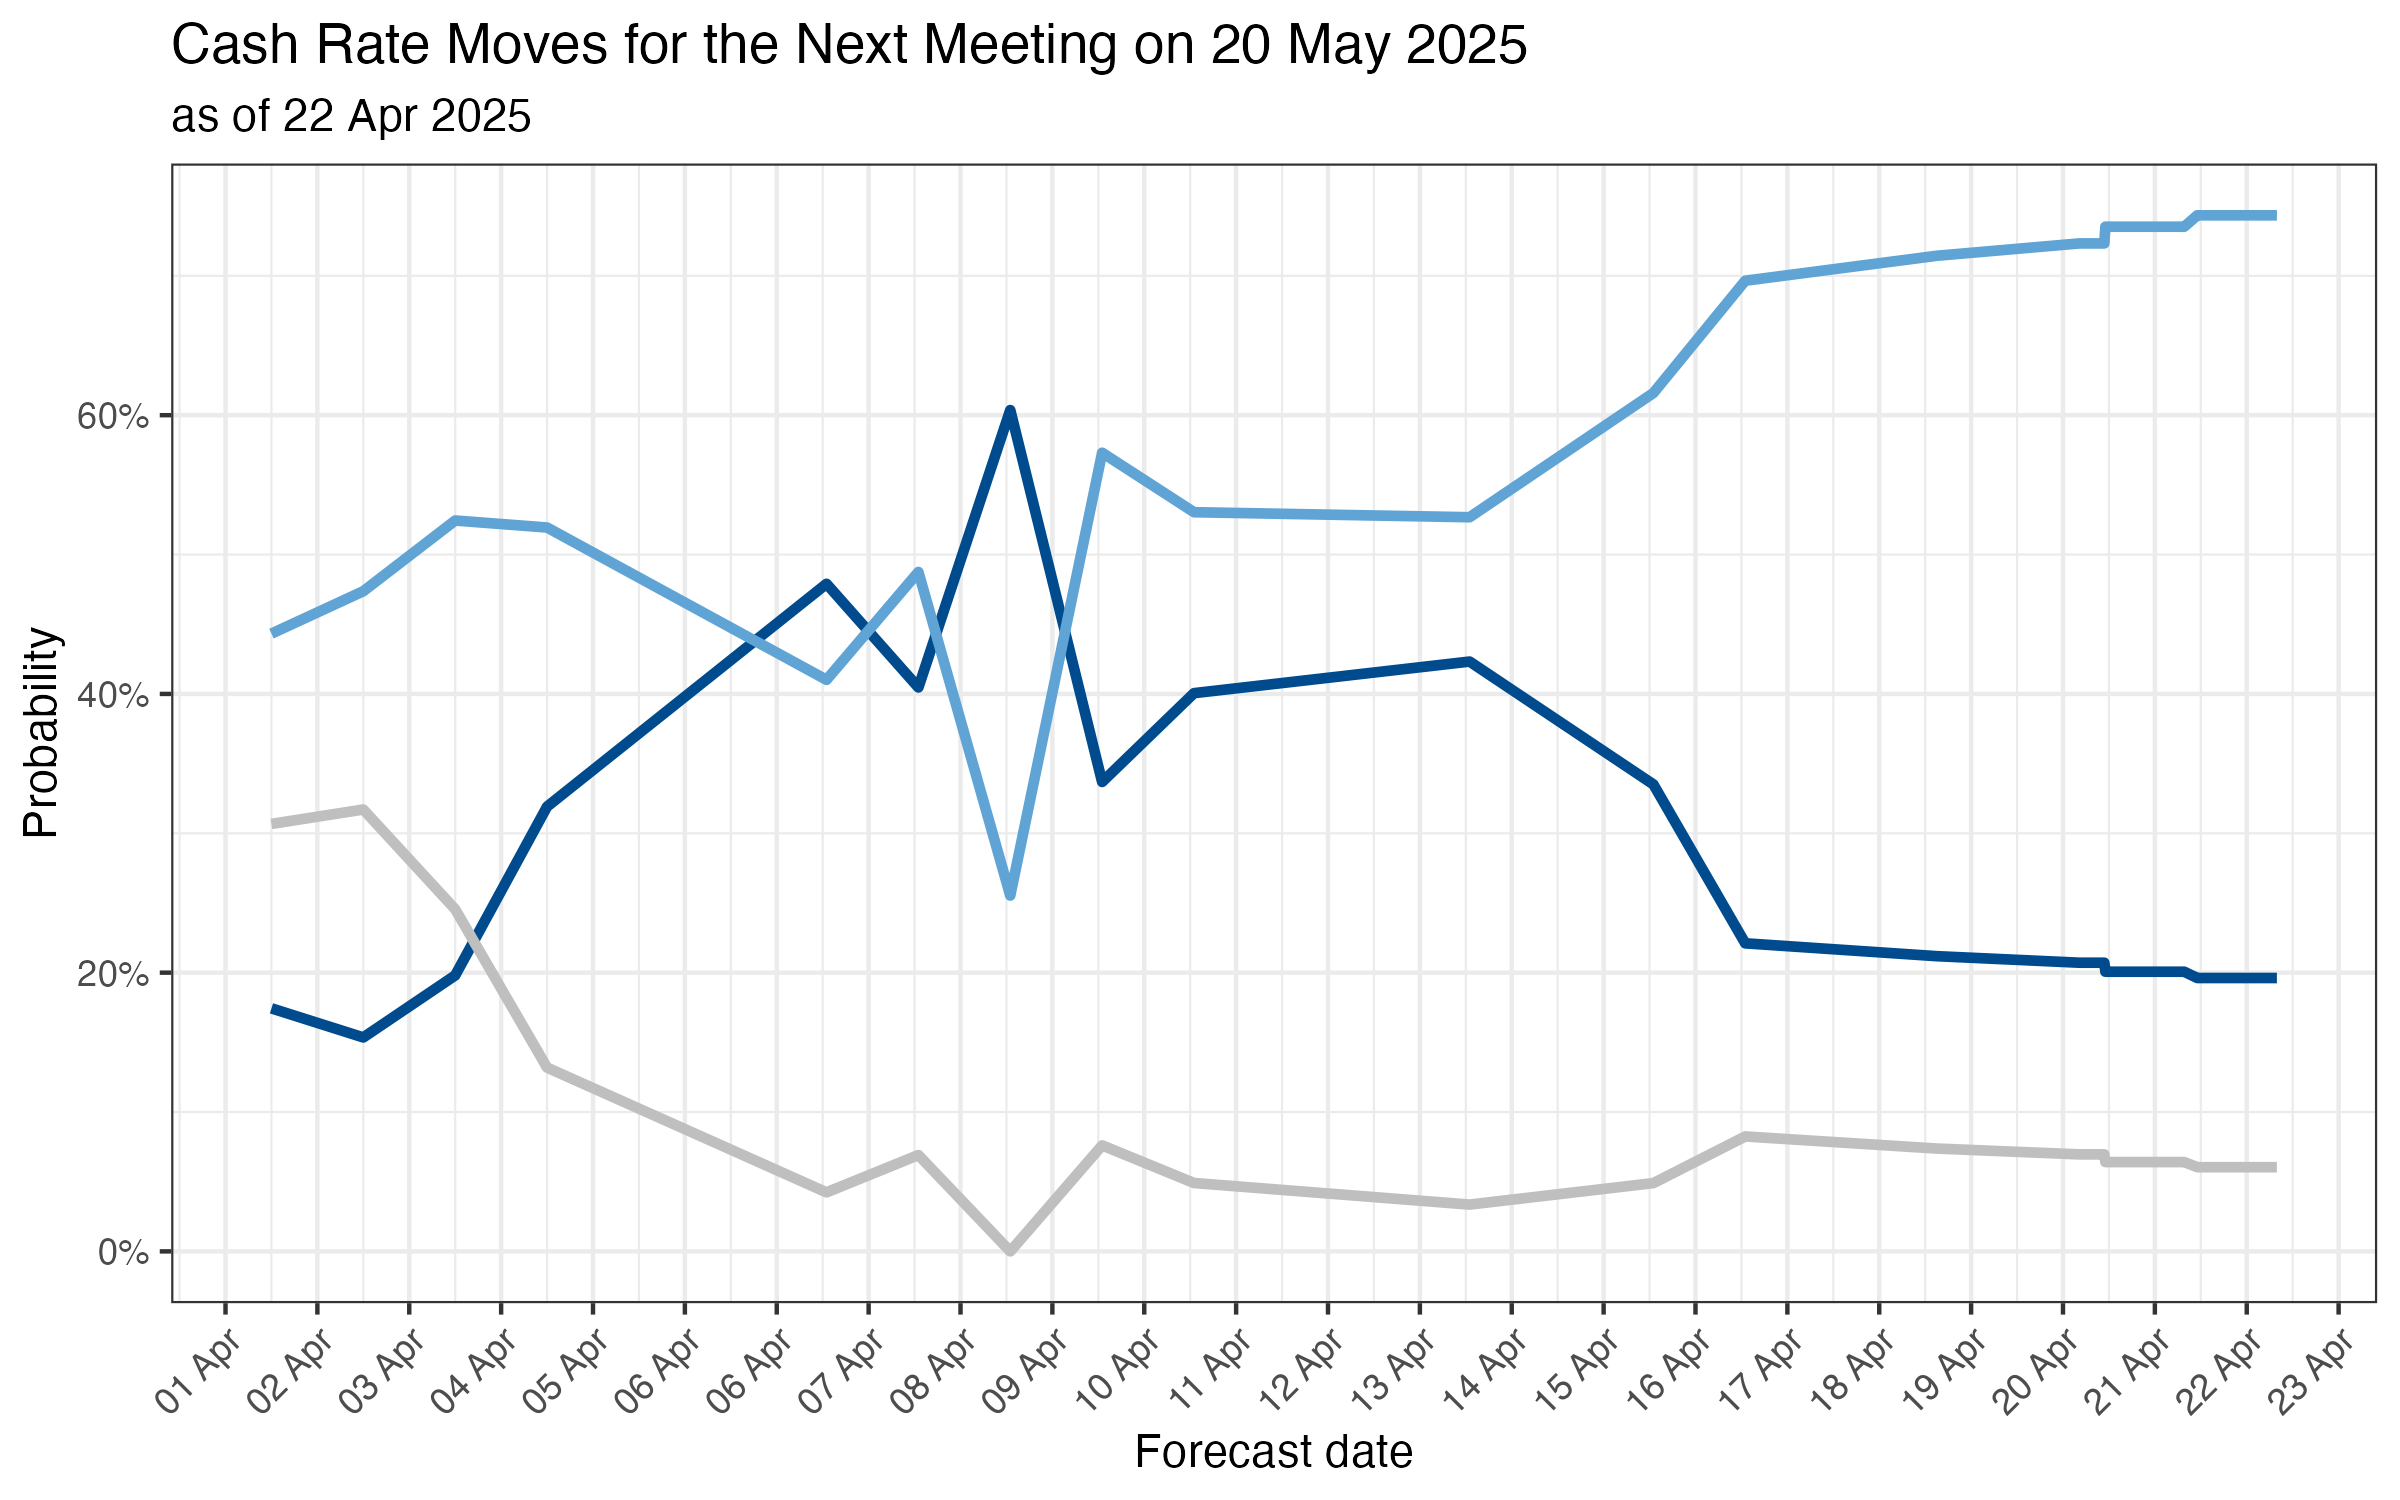 Cash Rate Moves for the Next Meeting on 20 May 2025
as of 22 Apr 2025
Probability
60%
40%
20%
0%
01 Apr
02 Apr
03 Apr
04 Apr
05 Apr
06 Apr
06 Apr
07 Apr
08 Apr
09 Apr
10 Apr
11 Apr
12 Apr
13 Apr
14 Apr
15 Apr
16 Apr
17 Apr
18 Apr
19 Apr
20 Apr
21 Apr
22 Apr
23 Apr
Forecast date